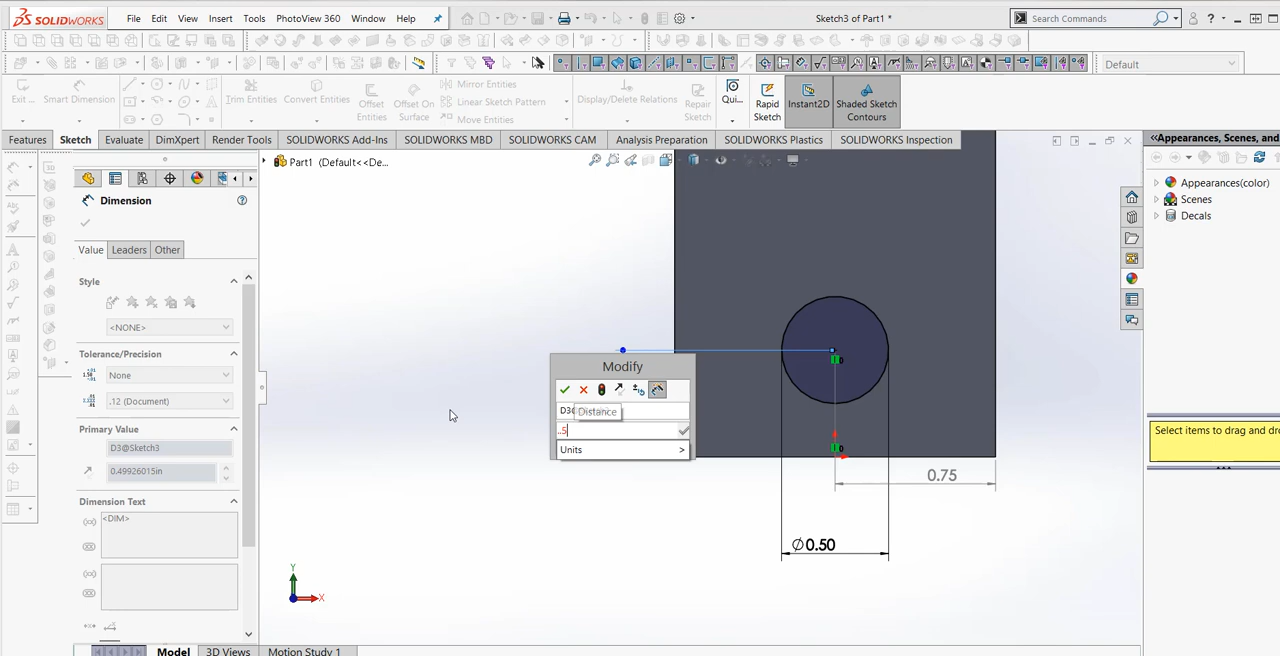 SOLIDWORKS File Edit View Insert Tools PhotoView 360 Window Help Sketch3 of Part1 * Search Commands ?
Default
Exit ... Smart Dimension Trim Entities Convert Entities Offset Entities Offset On Surface Mirror Entities Linear Sketch Pattern Move Entities Display/Delete Relations Repair Sketch Qui... Rapid Sketch Instant2D Shaded Sketch Contours
Features Sketch Evaluate DimXpert Render Tools SOLIDWORKS Add-Ins SOLIDWORKS MBD SOLIDWORKS CAM Analysis Preparation SOLIDWORKS Plastics SOLIDWORKS Inspection
<<Appearances, Scenes, and
Part1 (Default<<De...
Appearances(color)
Scenes
Decals
Dimension
Value Leaders Other
Style
<NONE>
Tolerance/Precision
None
.12 (Document)
Primary Value
D3@Sketch3
0.49926015in
Dimension Text
<DIM>
Modify
D3@
Distance
..5
Units >
0.75
∅0.50
Select items to drag and dro
Y
X
Model 3D Views Motion Study 1